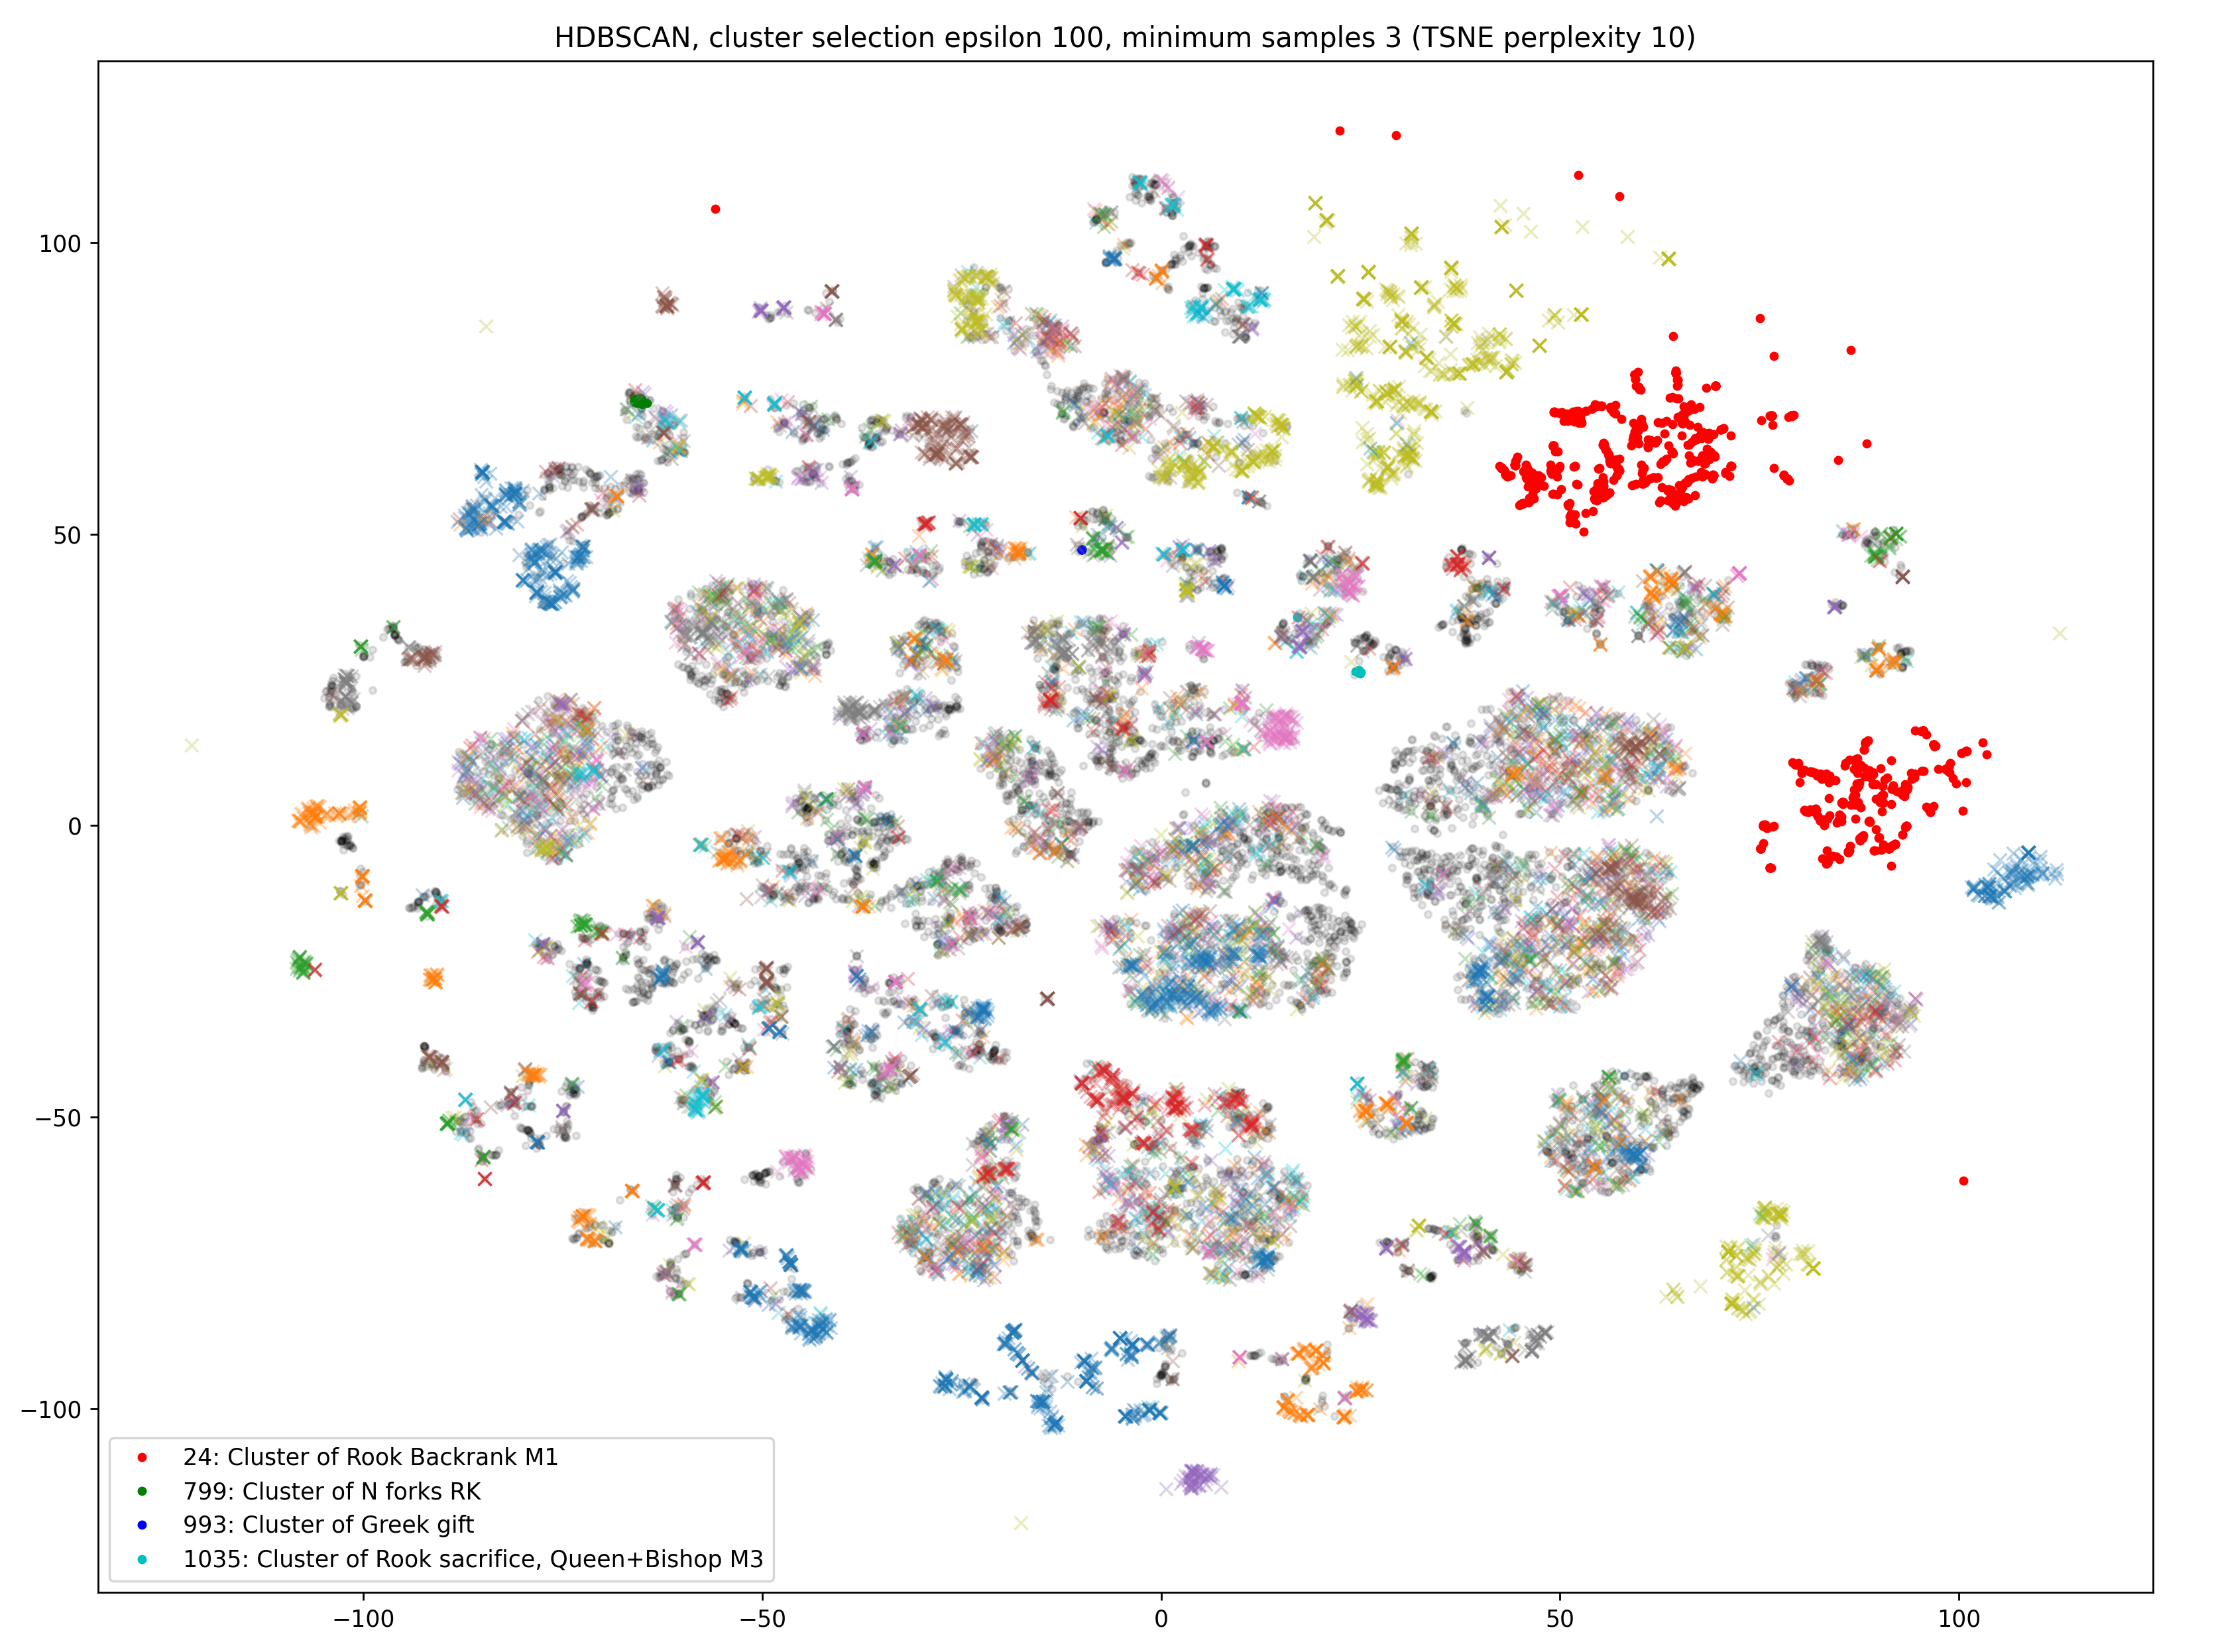 HDBSCAN, cluster selection epsilon 100, minimum samples 3 (TSNE perplexity 10)
100
50
0
−50
−100
24: Cluster of Rook Backrank M1
799: Cluster of N forks RK
993: Cluster of Greek gift
1035: Cluster of Rook sacrifice, Queen+Bishop M3
−100
−50
0
50
100